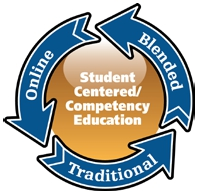 Online
Blended
Student
Centered/
Competency
Education
Traditional